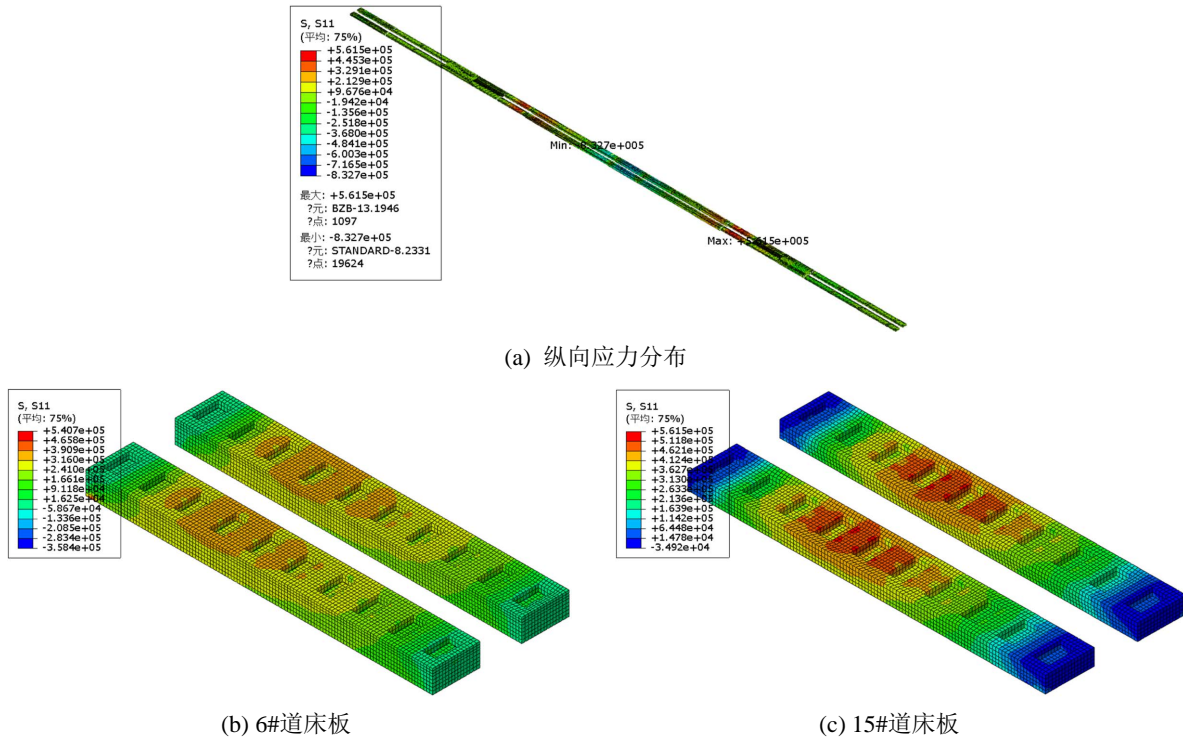 S, S11
(平均: 75%)
+5.615e+05
+4.453e+05
+3.291e+05
+2.129e+05
+9.676e+04
-1.942e+04
-1.356e+05
-2.518e+05
-3.680e+05
-4.841e+05
-6.003e+05
-7.165e+05
-8.327e+05
最大: +5.615e+05
?元: BZB-13.1946
?点: 1097
最小: -8.327e+05
?元: STANDARD-8.2331
?点: 19624
Min: -8.327e+005
Max: +5.615e+005
(a) 纵向应力分布
S, S11
(平均: 75%)
+5.407e+05
+4.658e+05
+3.909e+05
+3.160e+05
+2.410e+05
+1.661e+05
+9.118e+04
+1.625e+04
-5.867e+04
-1.336e+05
-2.085e+05
-2.834e+05
-3.584e+05
(b) 6#道床板
S, S11
(平均: 75%)
+5.615e+05
+5.118e+05
+4.621e+05
+4.124e+05
+3.627e+05
+3.130e+05
+2.633e+05
+2.136e+05
+1.639e+05
+1.142e+05
+6.448e+04
+1.478e+04
-3.492e+04
(c) 15#道床板